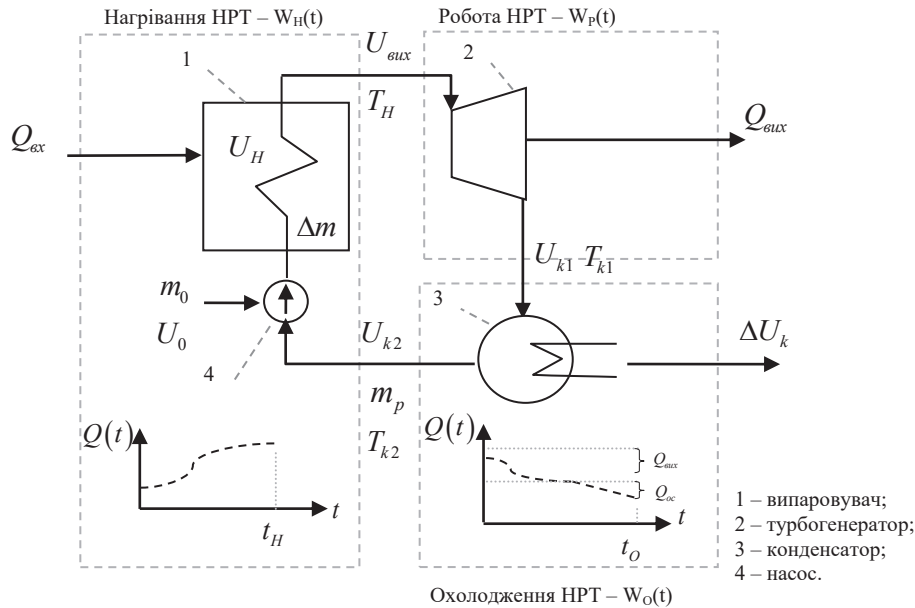 Нагрівання НРТ – W_H(t)
Робота НРТ – W_P(t)
1
U_вих
2
T_H
Q_вх
U_H
Q_вих
Δm
U_k1 T_k1
m_0
3
U_0
U_k2
ΔU_k
4
m_p
Q(t)
T_k2
Q(t)
Q_вих
Q_ос
t
t
t_H
t_O
1 – випаровувач;
2 – турбогенератор;
3 – конденсатор;
4 – насос.
Охолодження НРТ – W_O(t)